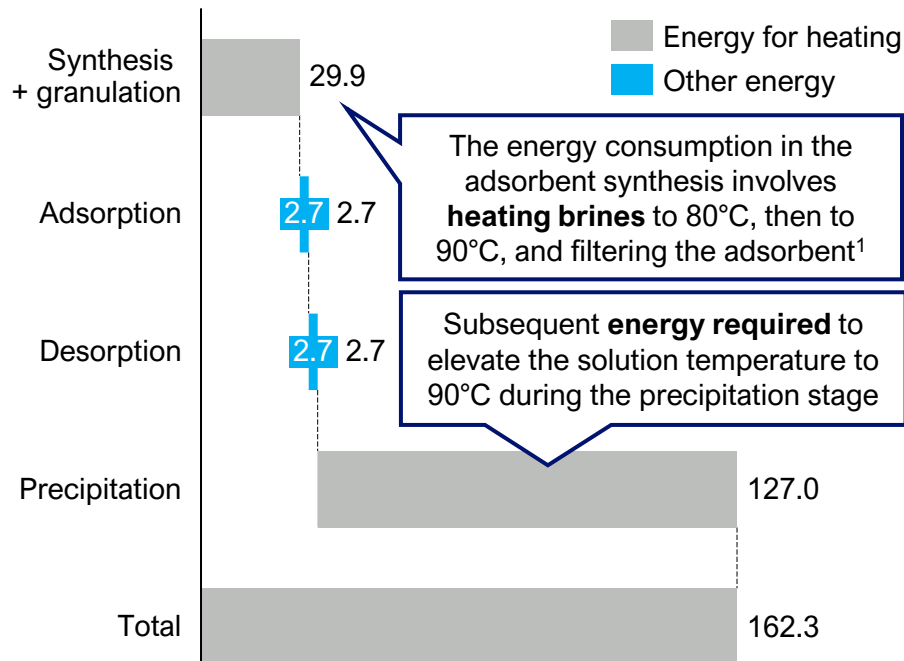 Energy for heating
Other energy
Synthesis
+ granulation
29.9
The energy consumption in the
adsorbent synthesis involves
heating brines to 80°C, then to
90°C, and filtering the adsorbent¹
Adsorption
2.7 2.7
Subsequent energy required to
elevate the solution temperature to
90°C during the precipitation stage
Desorption
2.7 2.7
Precipitation
127.0
Total
162.3